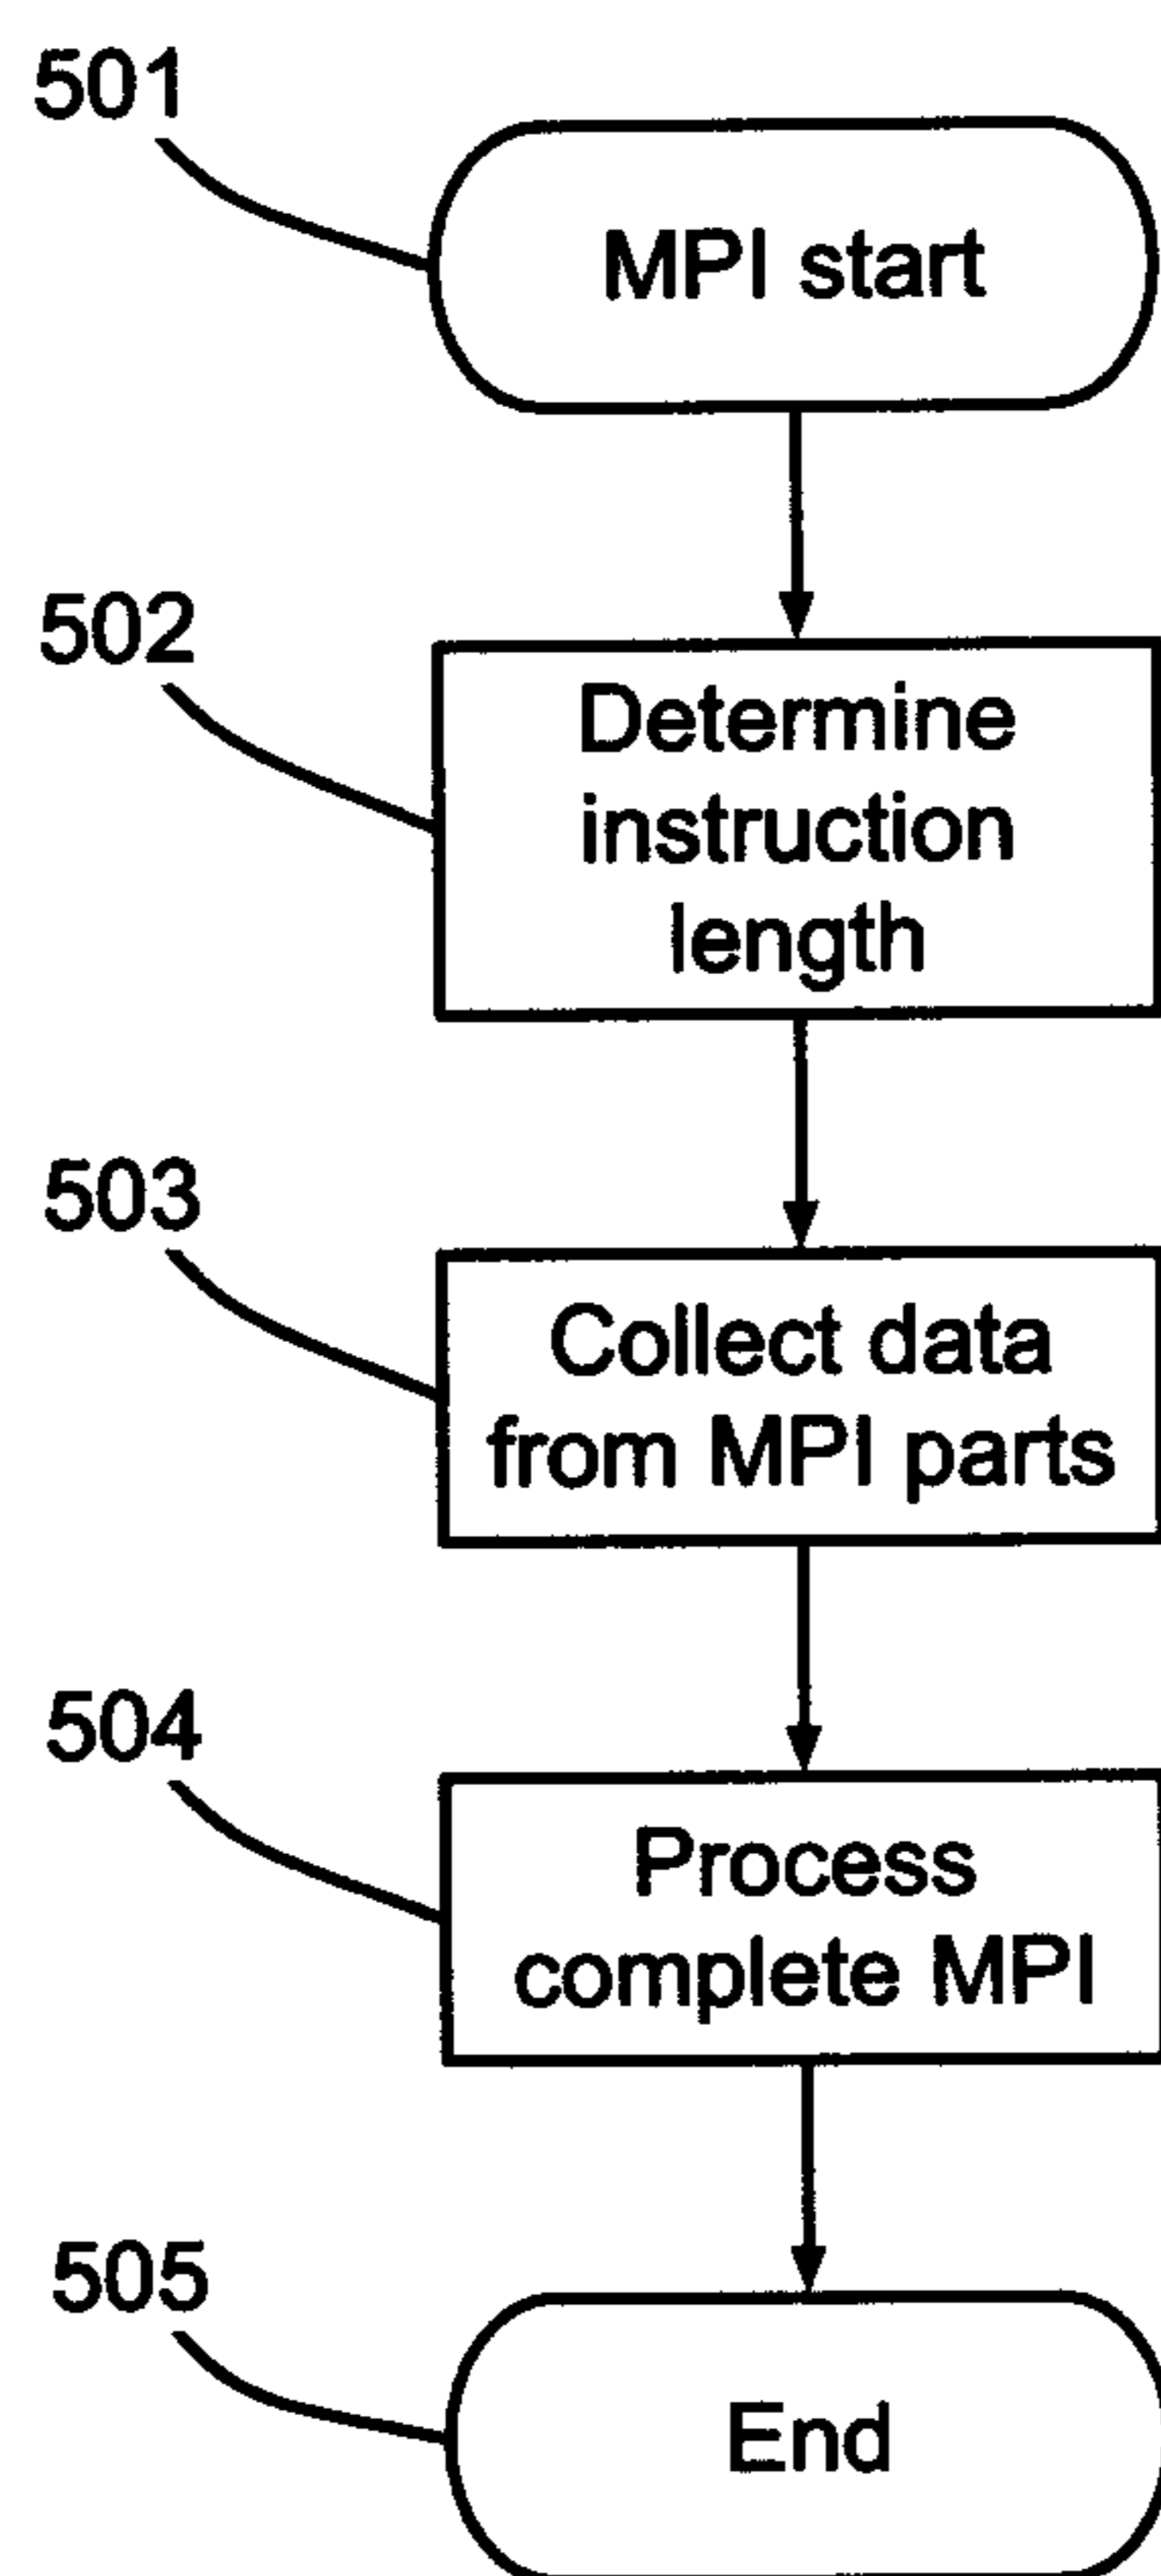 501
MPI start
502
Determine
instruction
length
503
Collect data
from MPI parts
504
Process
complete MPI
505
End